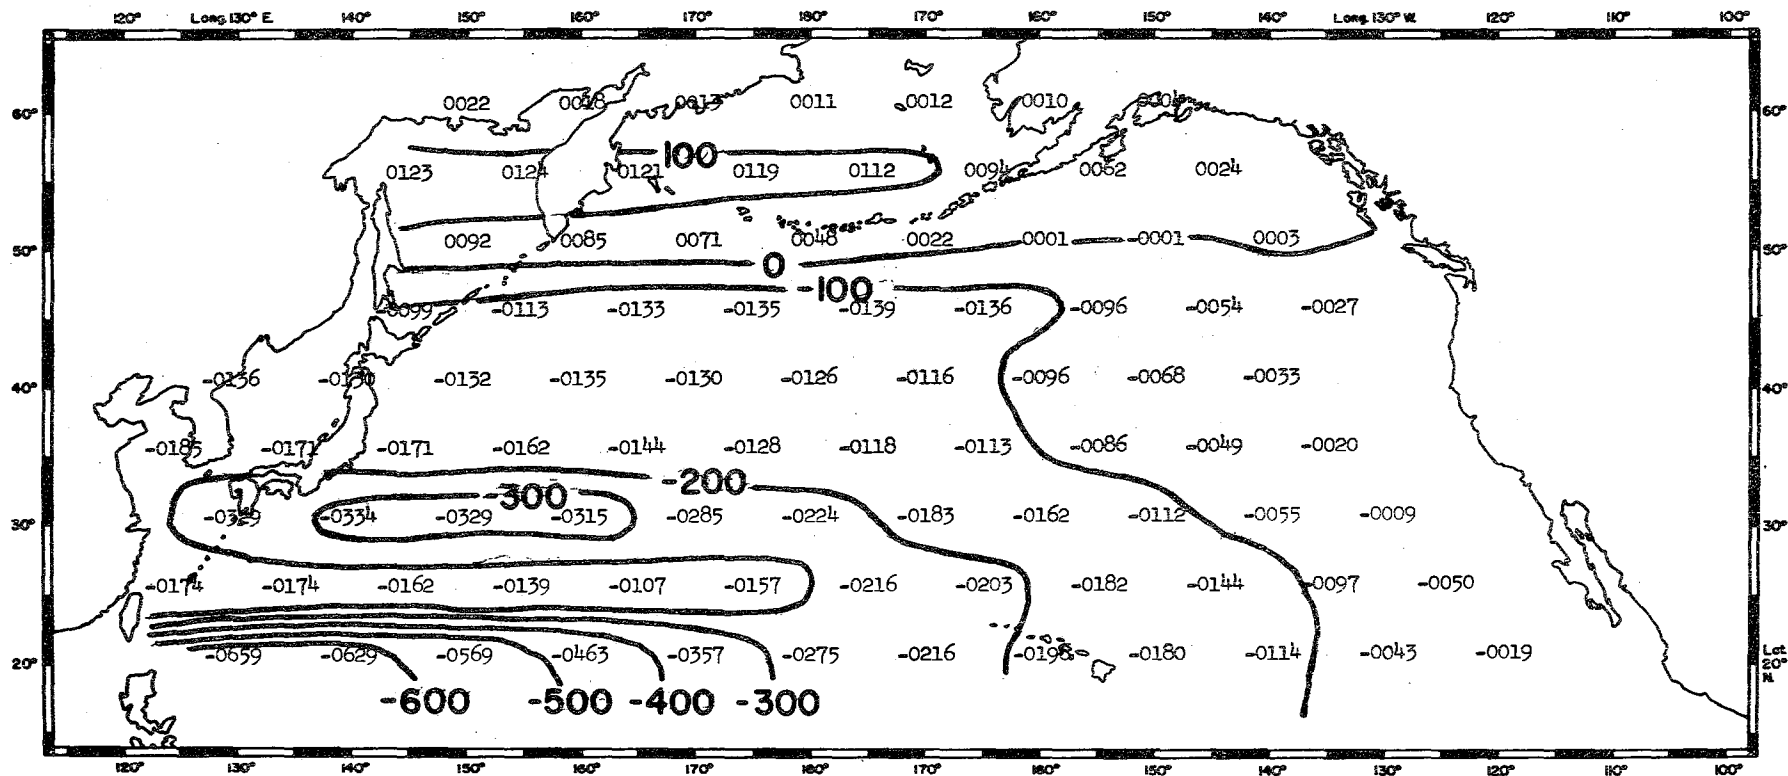 120° Long. 130° E. 140° 150° 160° 170° 180° 170° 160° 150° 140° Long. 130° W. 120° 110° 100°
60° 0022 0018 0013 0011 0012 0010 60°
100
0123 0124 0121 0119 0112 0094 0062 0024
50° 0092 0085 0071 0048 0022 0001 -0001 0003 50°
0
-100
-0099 -0113 -0133 -0135 -0139 -0136 -0096 -0054 -0027
40° -0136 -0130 -0132 -0135 -0130 -0126 -0116 -0096 -0068 -0033 40°
-0185 -0171 -0171 -0162 -0144 -0128 -0118 -0113 -0086 -0049 -0020
-200
-300
30° -0334 -0329 -0315 -0285 -0224 -0183 -0162 -0112 -0055 -0009 30°
-0174 -0174 -0162 -0139 -0107 -0157 -0216 -0203 -0182 -0144 -0097 -0050
20° -0659 -0629 -0569 -0463 -0357 -0275 -0216 -0198 -0180 -0114 -0043 -0019 Lat. 20° N.
-600 -500 -400 -300
120° 130° 140° 150° 160° 170° 180° 170° 160° 150° 140° 130° 120° 110° 100°